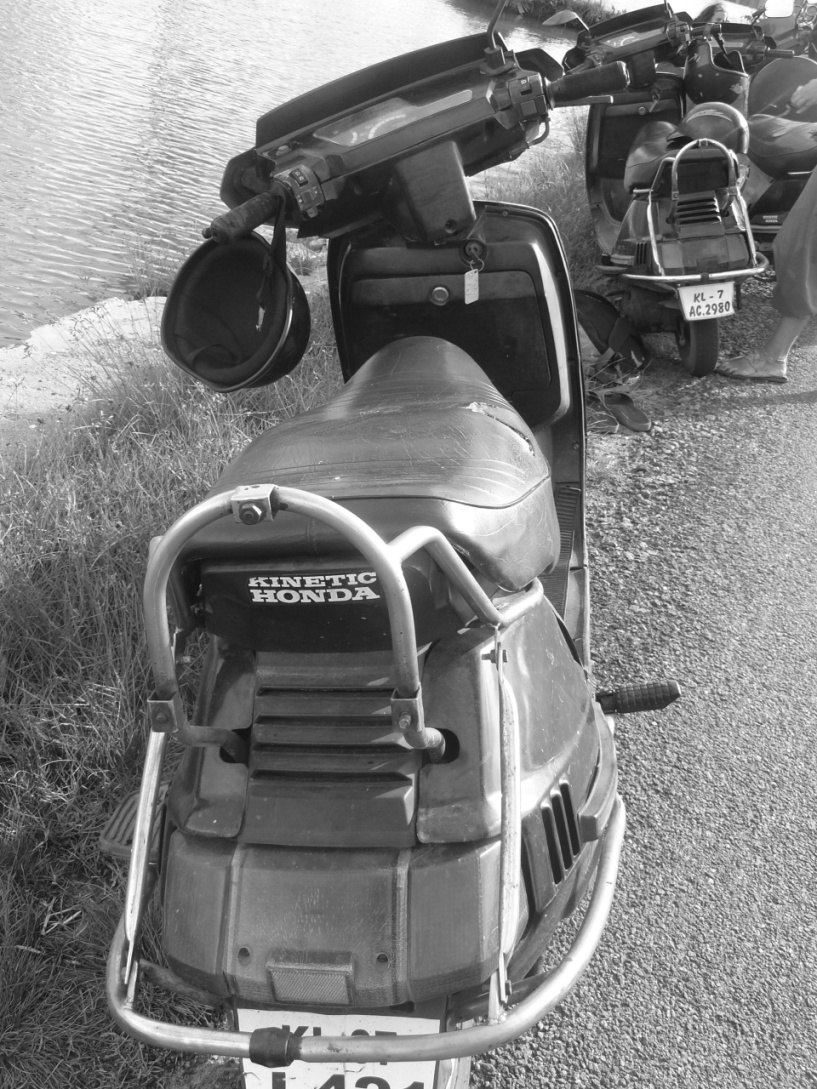 KL - 7
AC.2980
KINETIC
HONDA